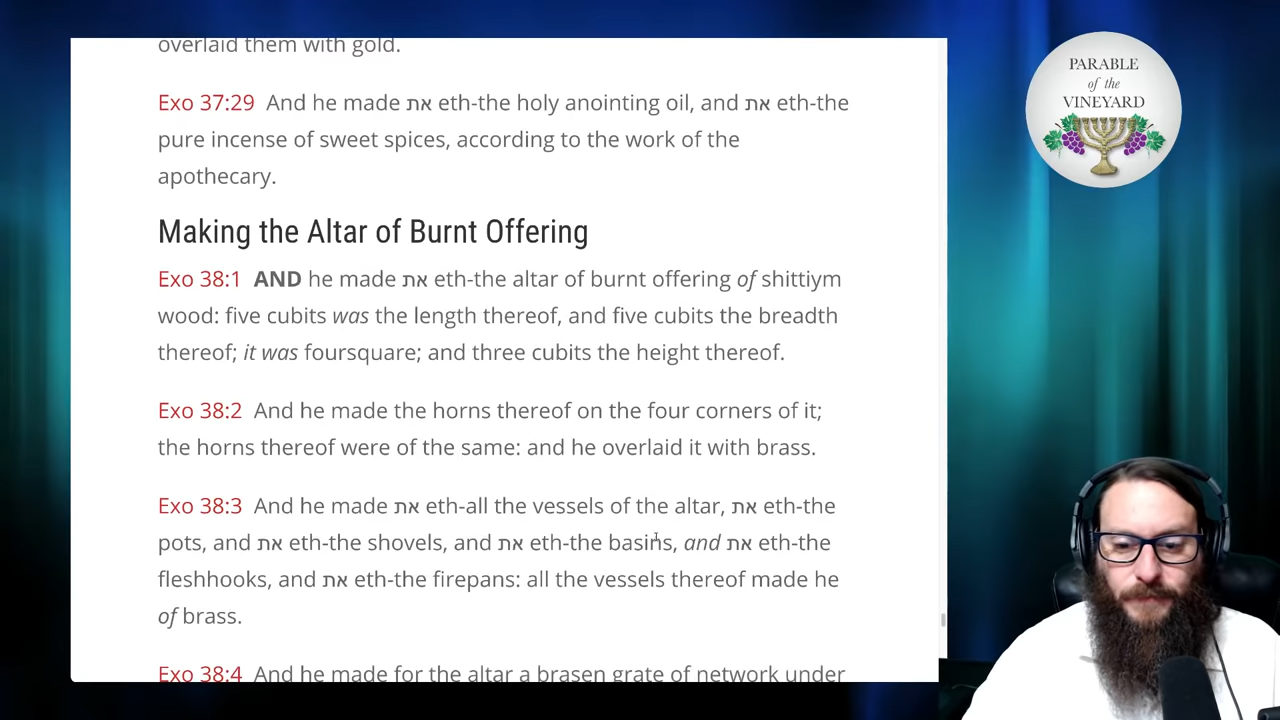 overlaid them with gold.
Exo 37:29 And he made את eth-the holy anointing oil, and את eth-the
pure incense of sweet spices, according to the work of the
apothecary.
Making the Altar of Burnt Offering
Exo 38:1 AND he made את eth-the altar of burnt offering of shittiym
wood: five cubits was the length thereof, and five cubits the breadth
thereof; it was foursquare; and three cubits the height thereof.
Exo 38:2 And he made the horns thereof on the four corners of it;
the horns thereof were of the same: and he overlaid it with brass.
Exo 38:3 And he made את eth-all the vessels of the altar, את eth-the
pots, and את eth-the shovels, and את eth-the basins, and את eth-the
fleshhooks, and את eth-the firepans: all the vessels thereof made he
of brass.
Exo 38:4 And he made for the altar a brasen grate of network under
PARABLE
of the
VINEYARD